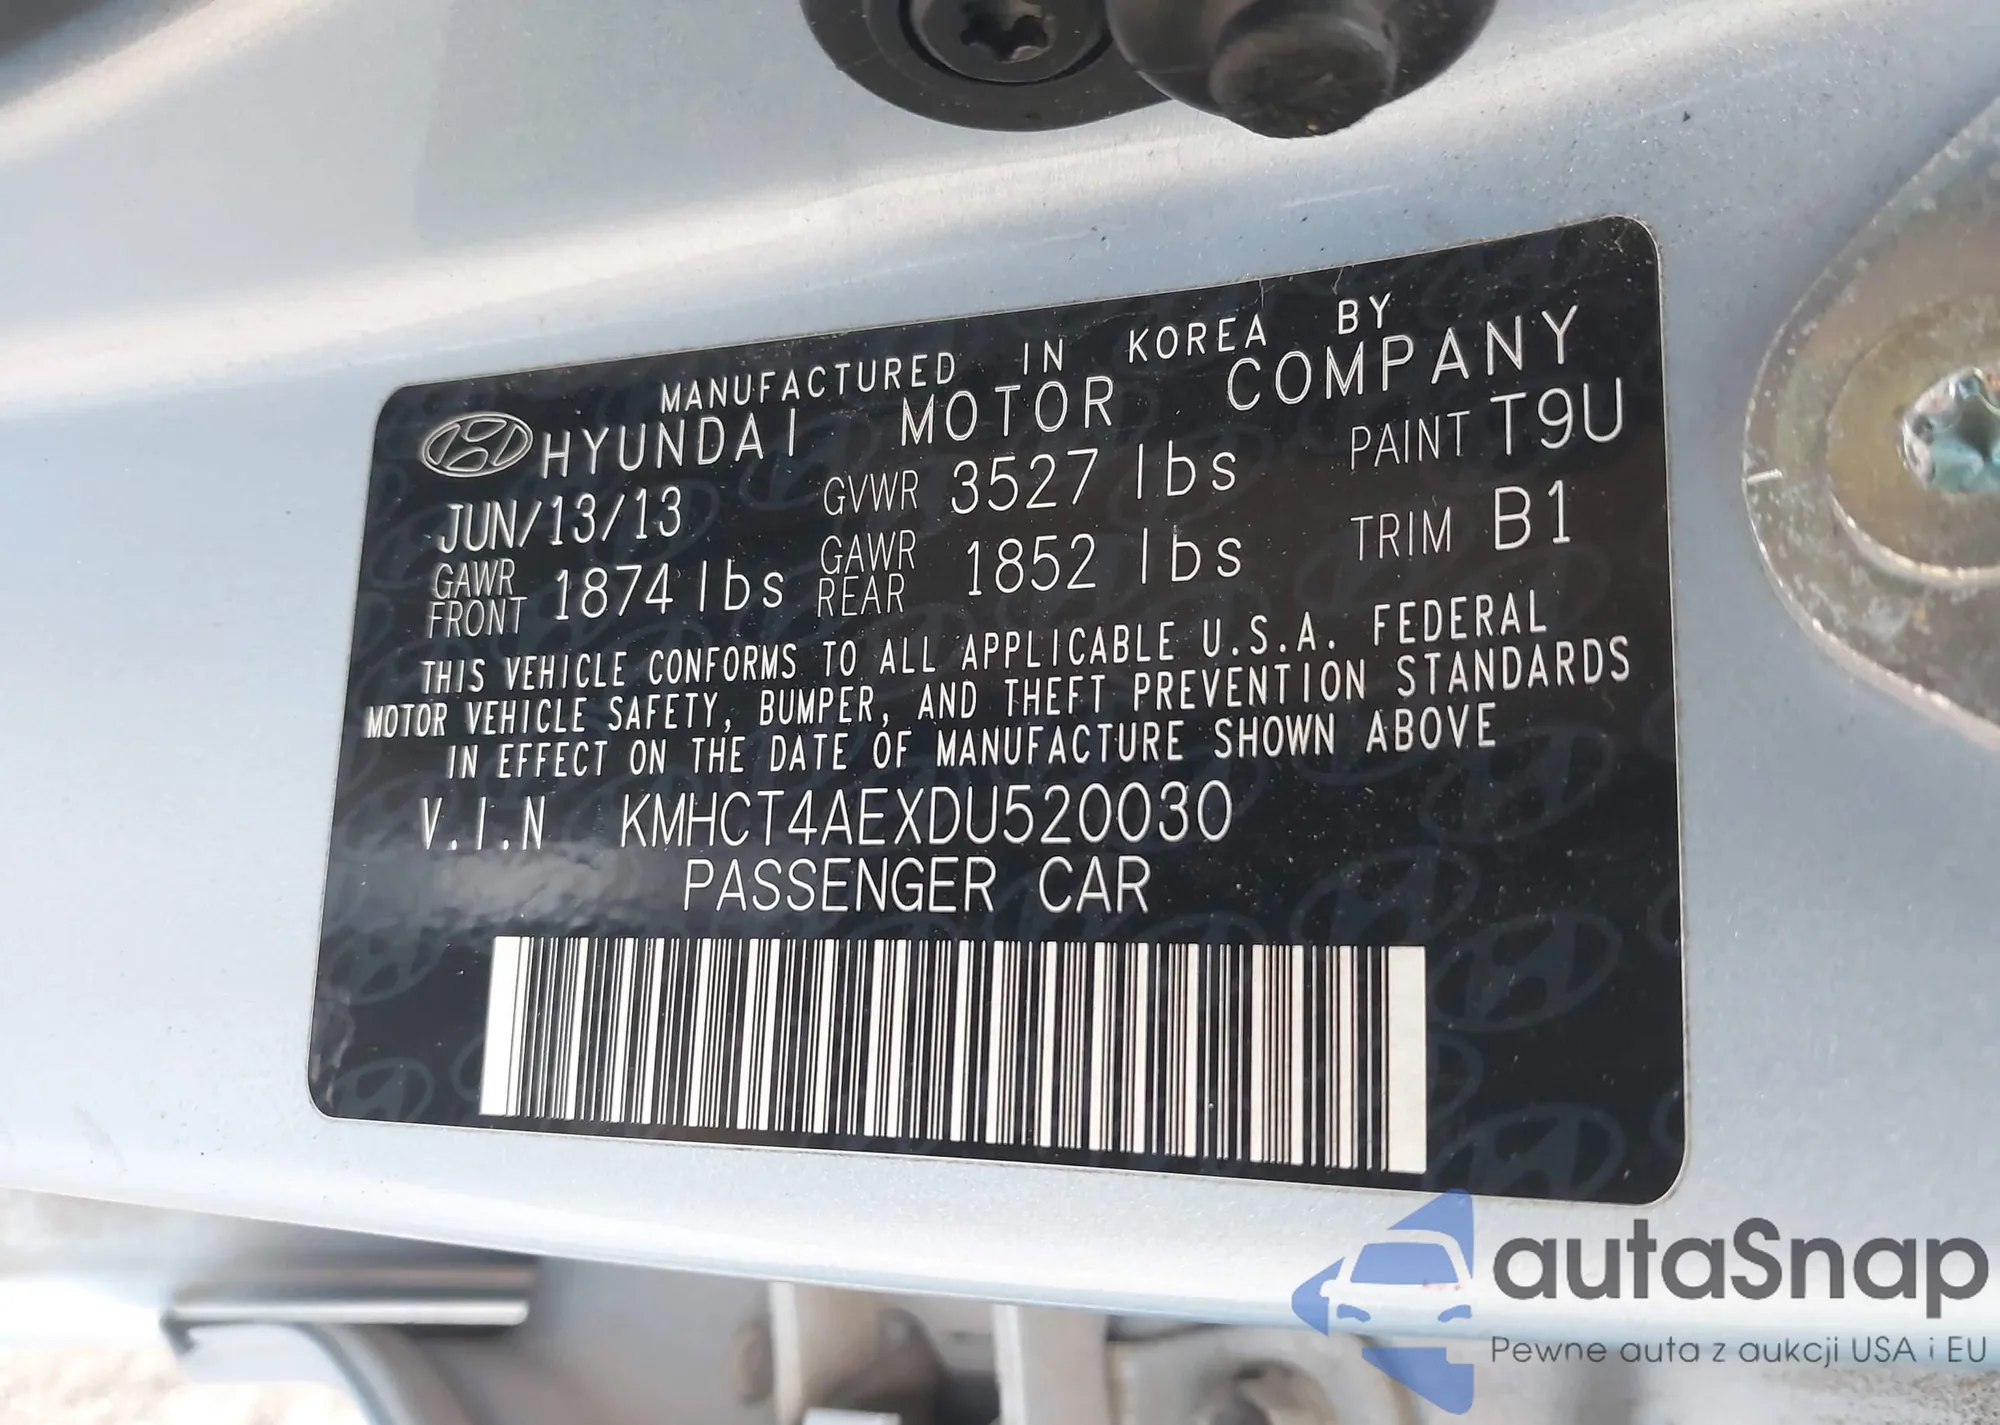 MANUFACTURED IN KOREA BY
HYUNDAI MOTOR COMPANY
JUN/13/13 GVWR 3527 lbs PAINT T9U
GAWR FRONT 1874 lbs GAWR REAR 1852 lbs TRIM B1
THIS VEHICLE CONFORMS TO ALL APPLICABLE U.S.A. FEDERAL
MOTOR VEHICLE SAFETY, BUMPER, AND THEFT PREVENTION STANDARDS
IN EFFECT ON THE DATE OF MANUFACTURE SHOWN ABOVE
V.I.N KMHCT4AEXDU520030
PASSENGER CAR
autaSnap
Pewne auta z aukcji USA i EU